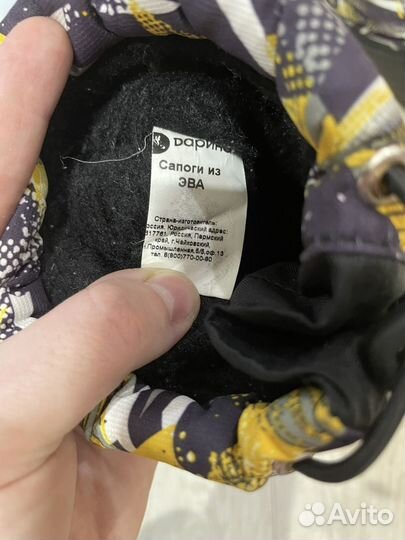 Дарина
Сапоги из
ЭВА
Страна-изготовитель:
Россия. Юридический адрес:
617761, Россия, Пермский
край, г.Чайковский,
ул.Промышленная,5/8,оф.13
тел.8(800)770-00-80
Avito